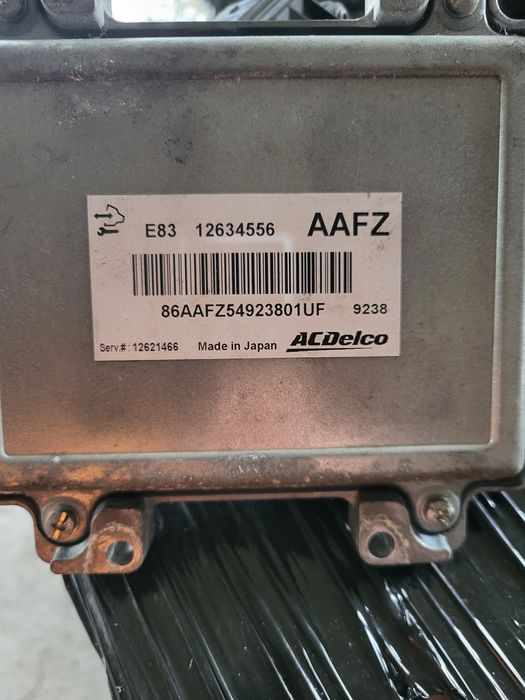 E83 12634556 AAFZ
86AAFZ54923801UF 9238
Serv.#: 12621466 Made in Japan ACDelco